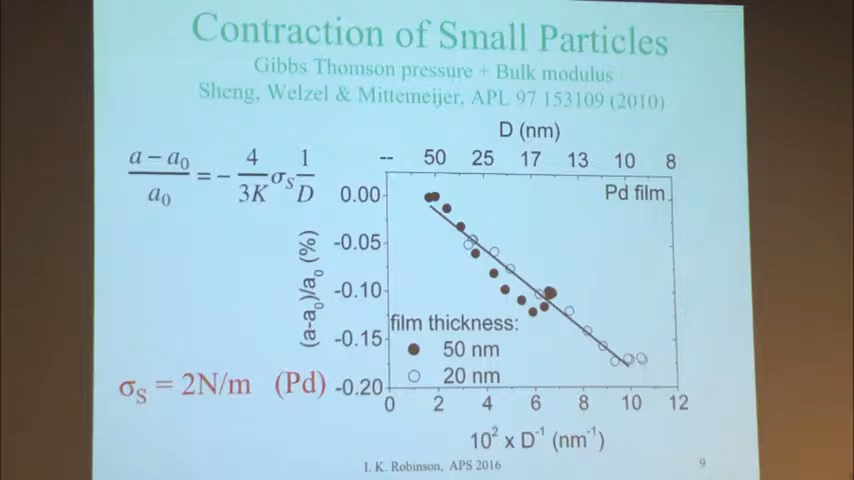 Contraction of Small Particles
Gibbs Thomson pressure + Bulk modulus
Sheng, Welzel & Mittemeijer, APL 97 153109 (2010)
(a − a₀)/a₀ = − 4/(3K) σ_S 1/D
D (nm)
-- 50 25 17 13 10 8
Pd film
0.00
-0.05
-0.10
-0.15
-0.20
(a-a₀)/a₀ (%)
film thickness:
50 nm
20 nm
0 2 4 6 8 10 12
10² x D⁻¹ (nm⁻¹)
σ_S = 2N/m (Pd)
I. K. Robinson, APS 2016
9